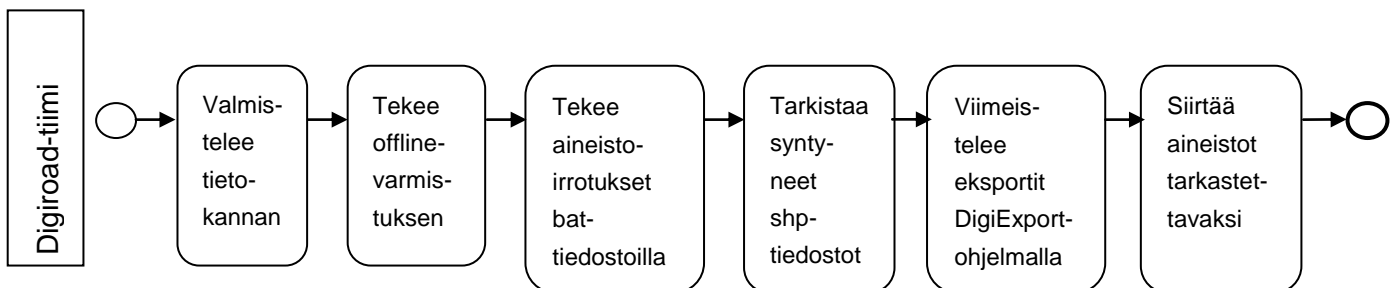 Digiroad-tiimi
Valmis-
telee
tieto-
kannan
Tekee
offline-
varmis-
tuksen
Tekee
aineisto-
irrotukset
bat-
tiedostoilla
Tarkistaa
synty-
neet
shp-
tiedostot
Viimeis-
telee
eksportit
DigiExport-
ohjelmalla
Siirtää
aineistot
tarkastet-
tavaksi